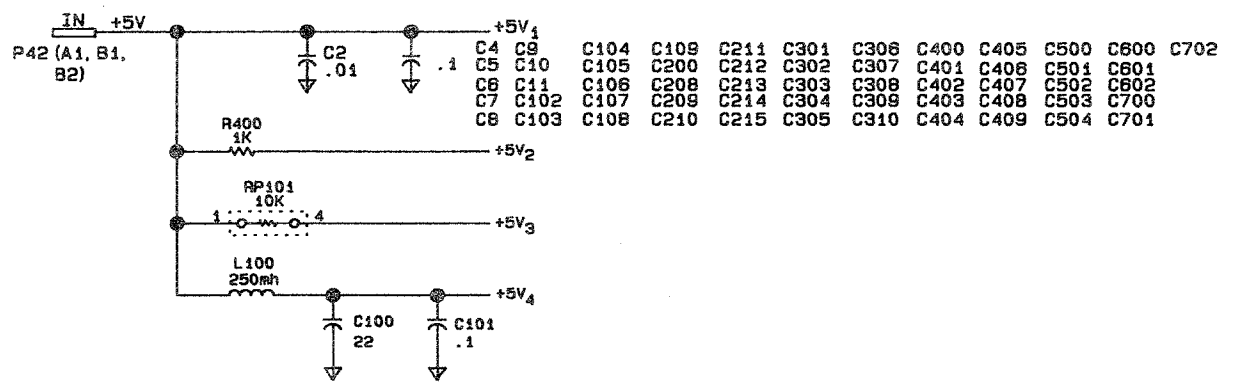 IN +5V +5V1
P42 (A1, B1,
B2)
C2
.01
.1
C4 C9 C104 C109 C211 C301 C306 C400 C405 C500 C600 C702
C5 C10 C105 C200 C212 C302 C307 C401 C406 C501 C601
C6 C11 C106 C208 C213 C303 C308 C402 C407 C502 C602
C7 C102 C107 C209 C214 C304 C309 C403 C408 C503 C700
C8 C103 C108 C210 C215 C305 C310 C404 C409 C504 C701
R400
1K
+5V2
RP101
10K
1 4
+5V3
L100
250mh
+5V4
C100
22
C101
.1